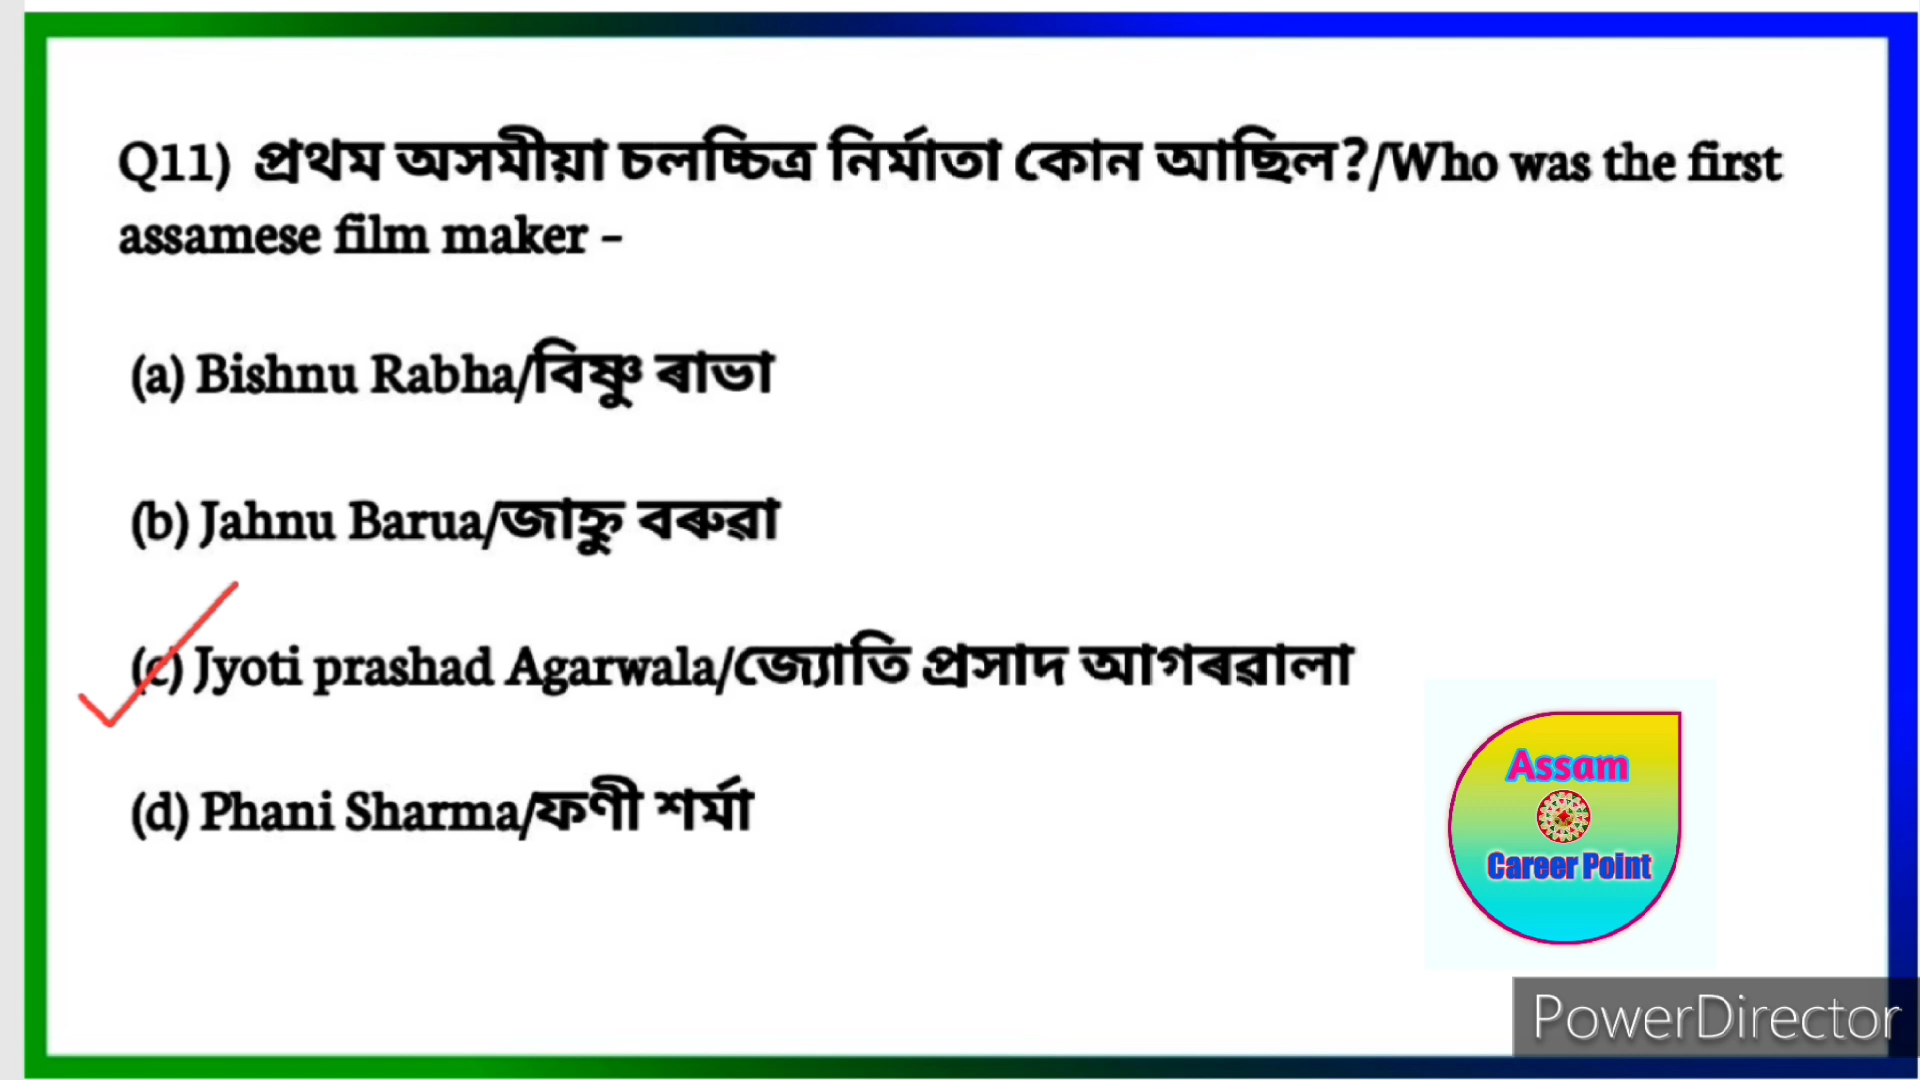 Q11) প্ৰথম অসমীয়া চলচ্চিত্ৰ নিৰ্মাতা কোন আছিল?/Who was the first
assamese film maker –
(a) Bishnu Rabha/বিষ্ণু ৰাভা
(b) Jahnu Barua/জাহ্নু বৰুৱা
(c) Jyoti prashad Agarwala/জ্যোতি প্ৰসাদ আগৰৱালা
(d) Phani Sharma/ফণী শৰ্মা
Assam
Career Point
PowerDirector